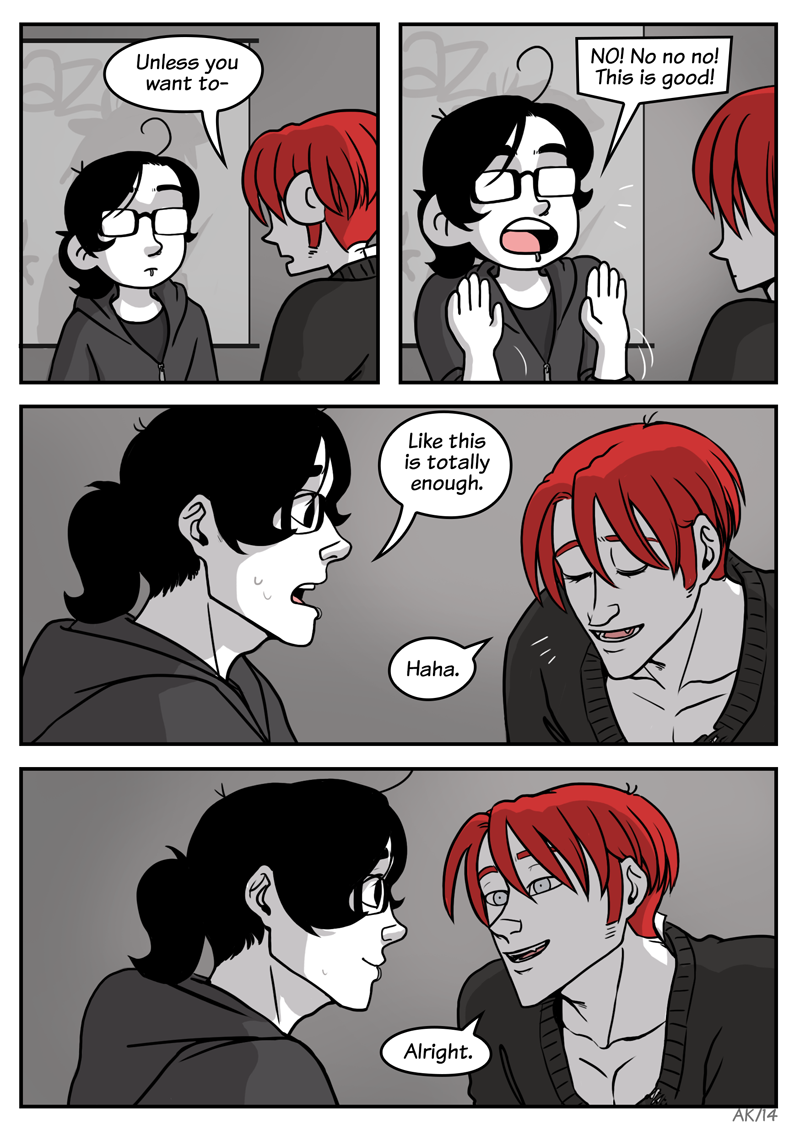 Unless you
want to-
NO! No no no!
This is good!
Like this
is totally
enough.
Haha.
Alright.
AK/14